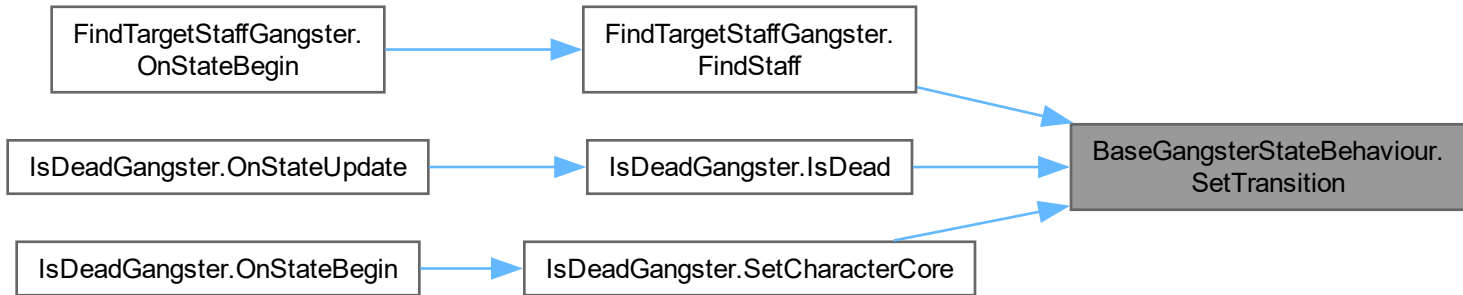 FindTargetStaffGangster.
OnStateBegin
FindTargetStaffGangster.
FindStaff
IsDeadGangster.OnStateUpdate
IsDeadGangster.IsDead
BaseGangsterStateBehaviour.
SetTransition
IsDeadGangster.OnStateBegin
IsDeadGangster.SetCharacterCore